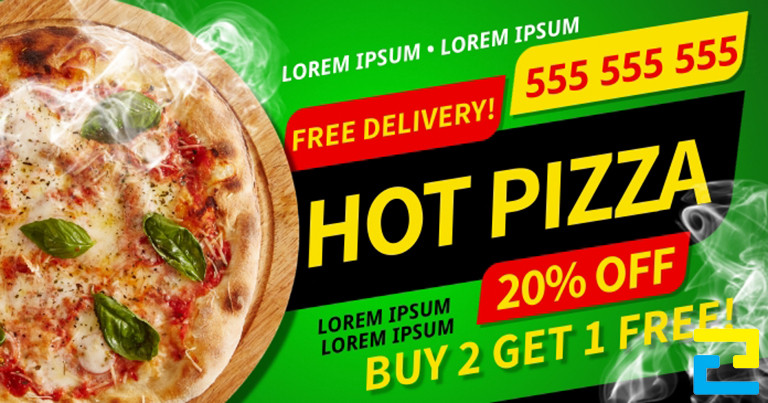 LOREM IPSUM • LOREM IPSUM
555 555 555
FREE DELIVERY!
HOT PIZZA
20% OFF
LOREM IPSUM
LOREM IPSUM
BUY 2 GET 1 FREE!